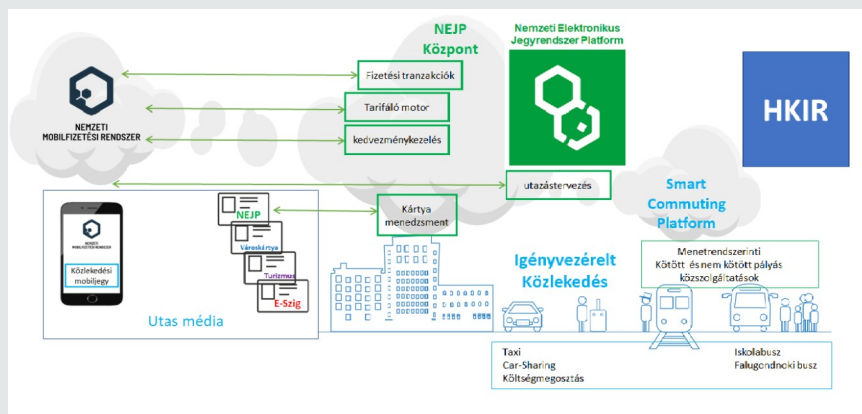 NEJP
Központ
Nemzeti Elektronikus
Jegyrendszer Platform
Fizetési tranzakciók
Tarifáló motor
kedvezménykezelés
NEMZETI
MOBILFIZETÉSI RENDSZER
HKIR
utazástervezés
Smart
Commuting
Platform
Kártya
menedzsment
NEJP
Városkártya
Turizmus
E-Szig
NEMZETI
MOBILFIZETÉSI RENDSZER
Közlekedési
mobiljegy
Utas média
Igényvezérelt
Közlekedés
Menetrendszerinti
Kötött és nem kötött pályás
közszolgáltatások
Taxi
Car-Sharing
Költségmegosztás
Iskolabusz
Falugondnoki busz